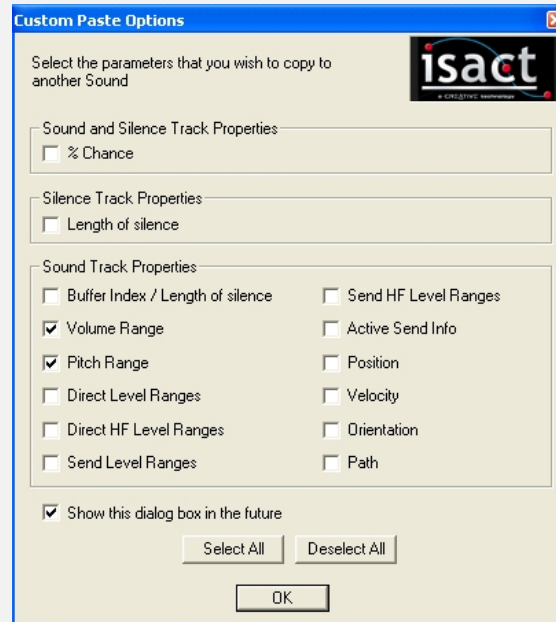 Custom Paste Options
Select the parameters that you wish to copy to
another Sound
isact
a CREATIVE technology
Sound and Silence Track Properties
% Chance
Silence Track Properties
Length of silence
Sound Track Properties
Buffer Index / Length of silence
Volume Range
Pitch Range
Direct Level Ranges
Direct HF Level Ranges
Send Level Ranges
Send HF Level Ranges
Active Send Info
Position
Velocity
Orientation
Path
Show this dialog box in the future
Select All
Deselect All
OK